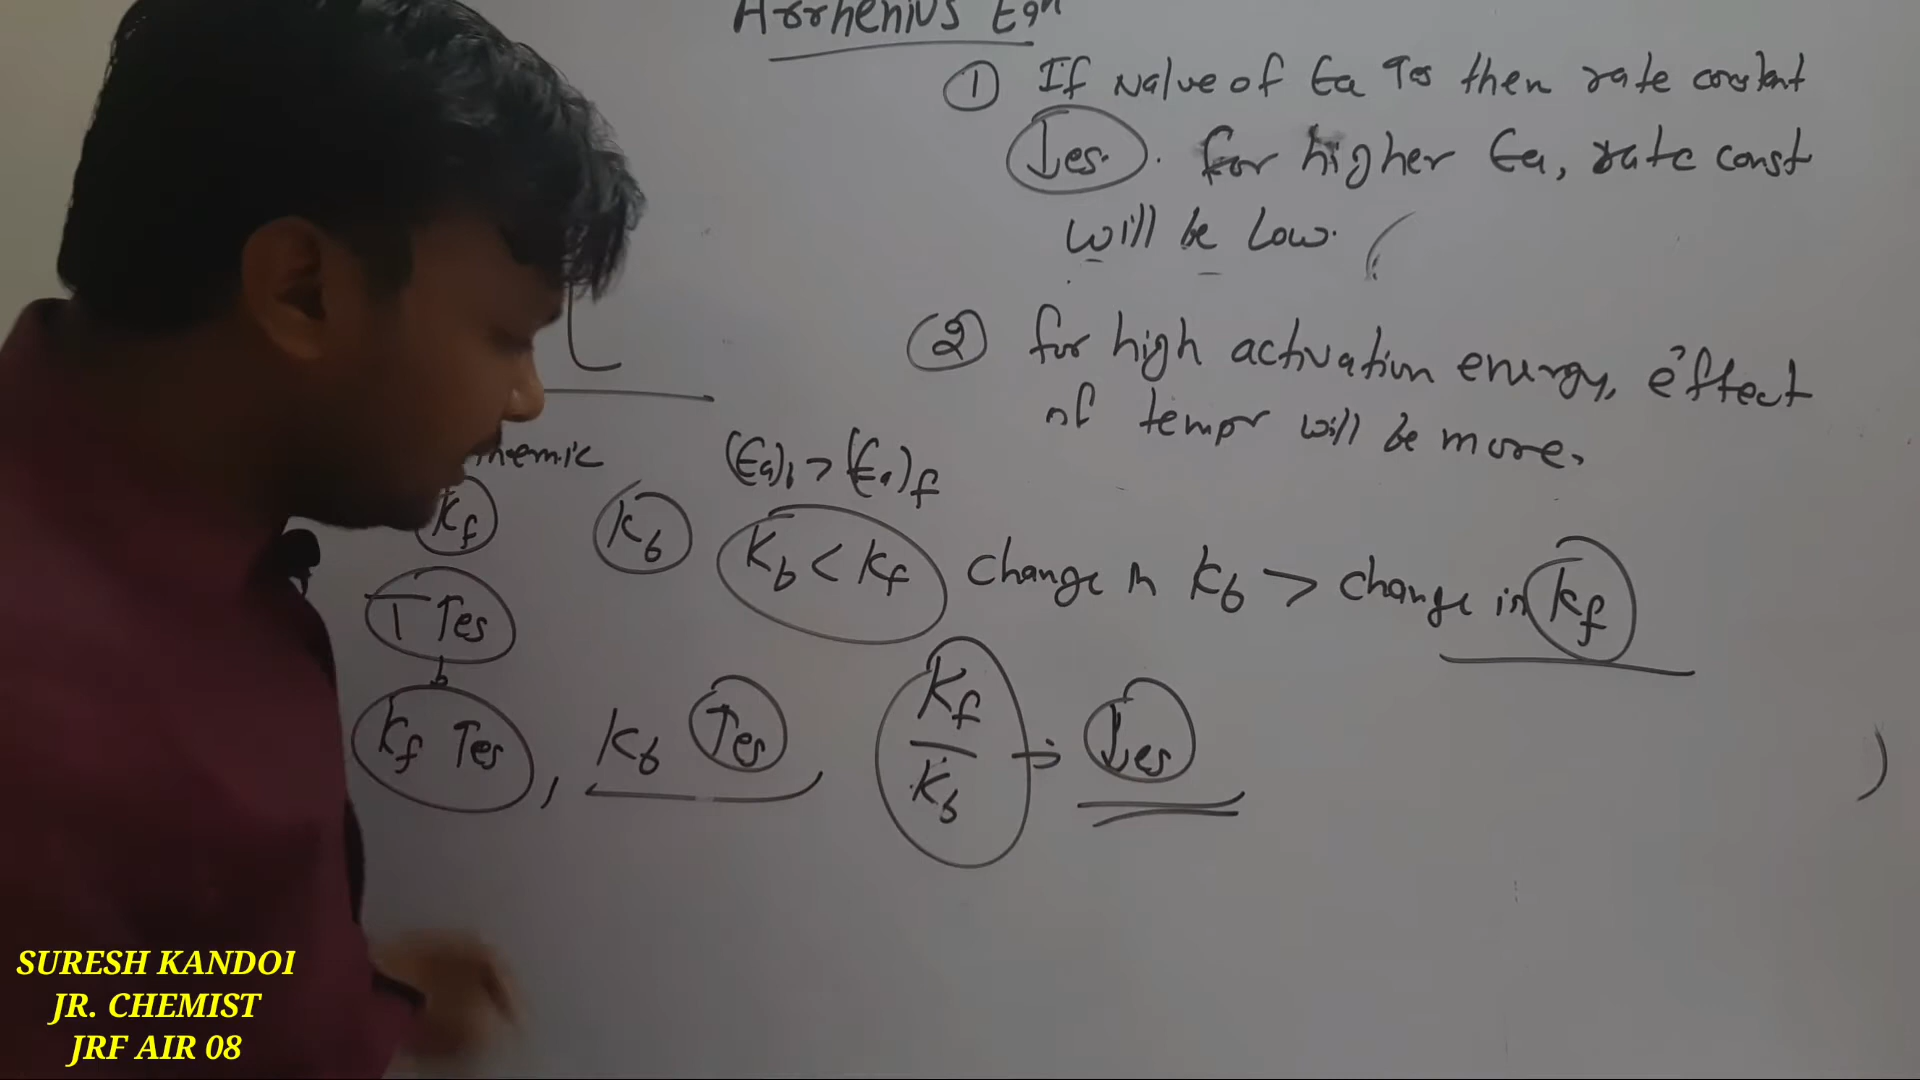 Arrhenius Eqn
① If value of Ea ↑es then rate constant
↓es. for higher Ea, rate const
will be low.
② for high activation energy, effect
of tempr will be more.
(Ea)b > (Ea)f
kf kb Kb < kf change in kb > change in kf
T ↑es
kf ↑es, kb ↑es kf/kb ⇒ ↓es
SURESH KANDOI
JR. CHEMIST
JRF AIR 08